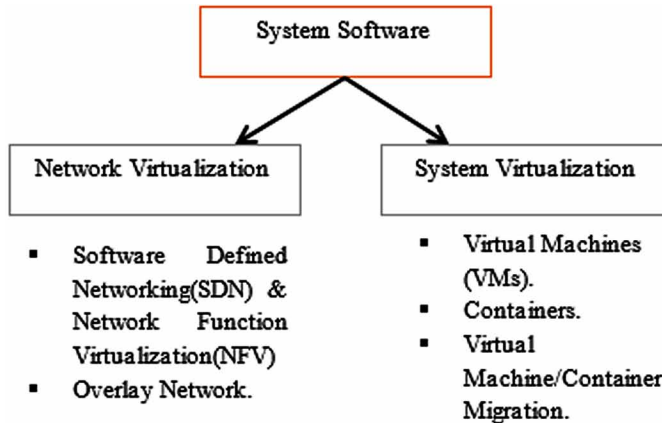 System Software
Network Virtualization
▪ Software Defined
Networking(SDN) &
Network Function
Virtualization(NFV)
▪ Overlay Network.
System Virtualization
▪ Virtual Machines
(VMs).
▪ Containers.
▪ Virtual
Machine/Container
Migration.